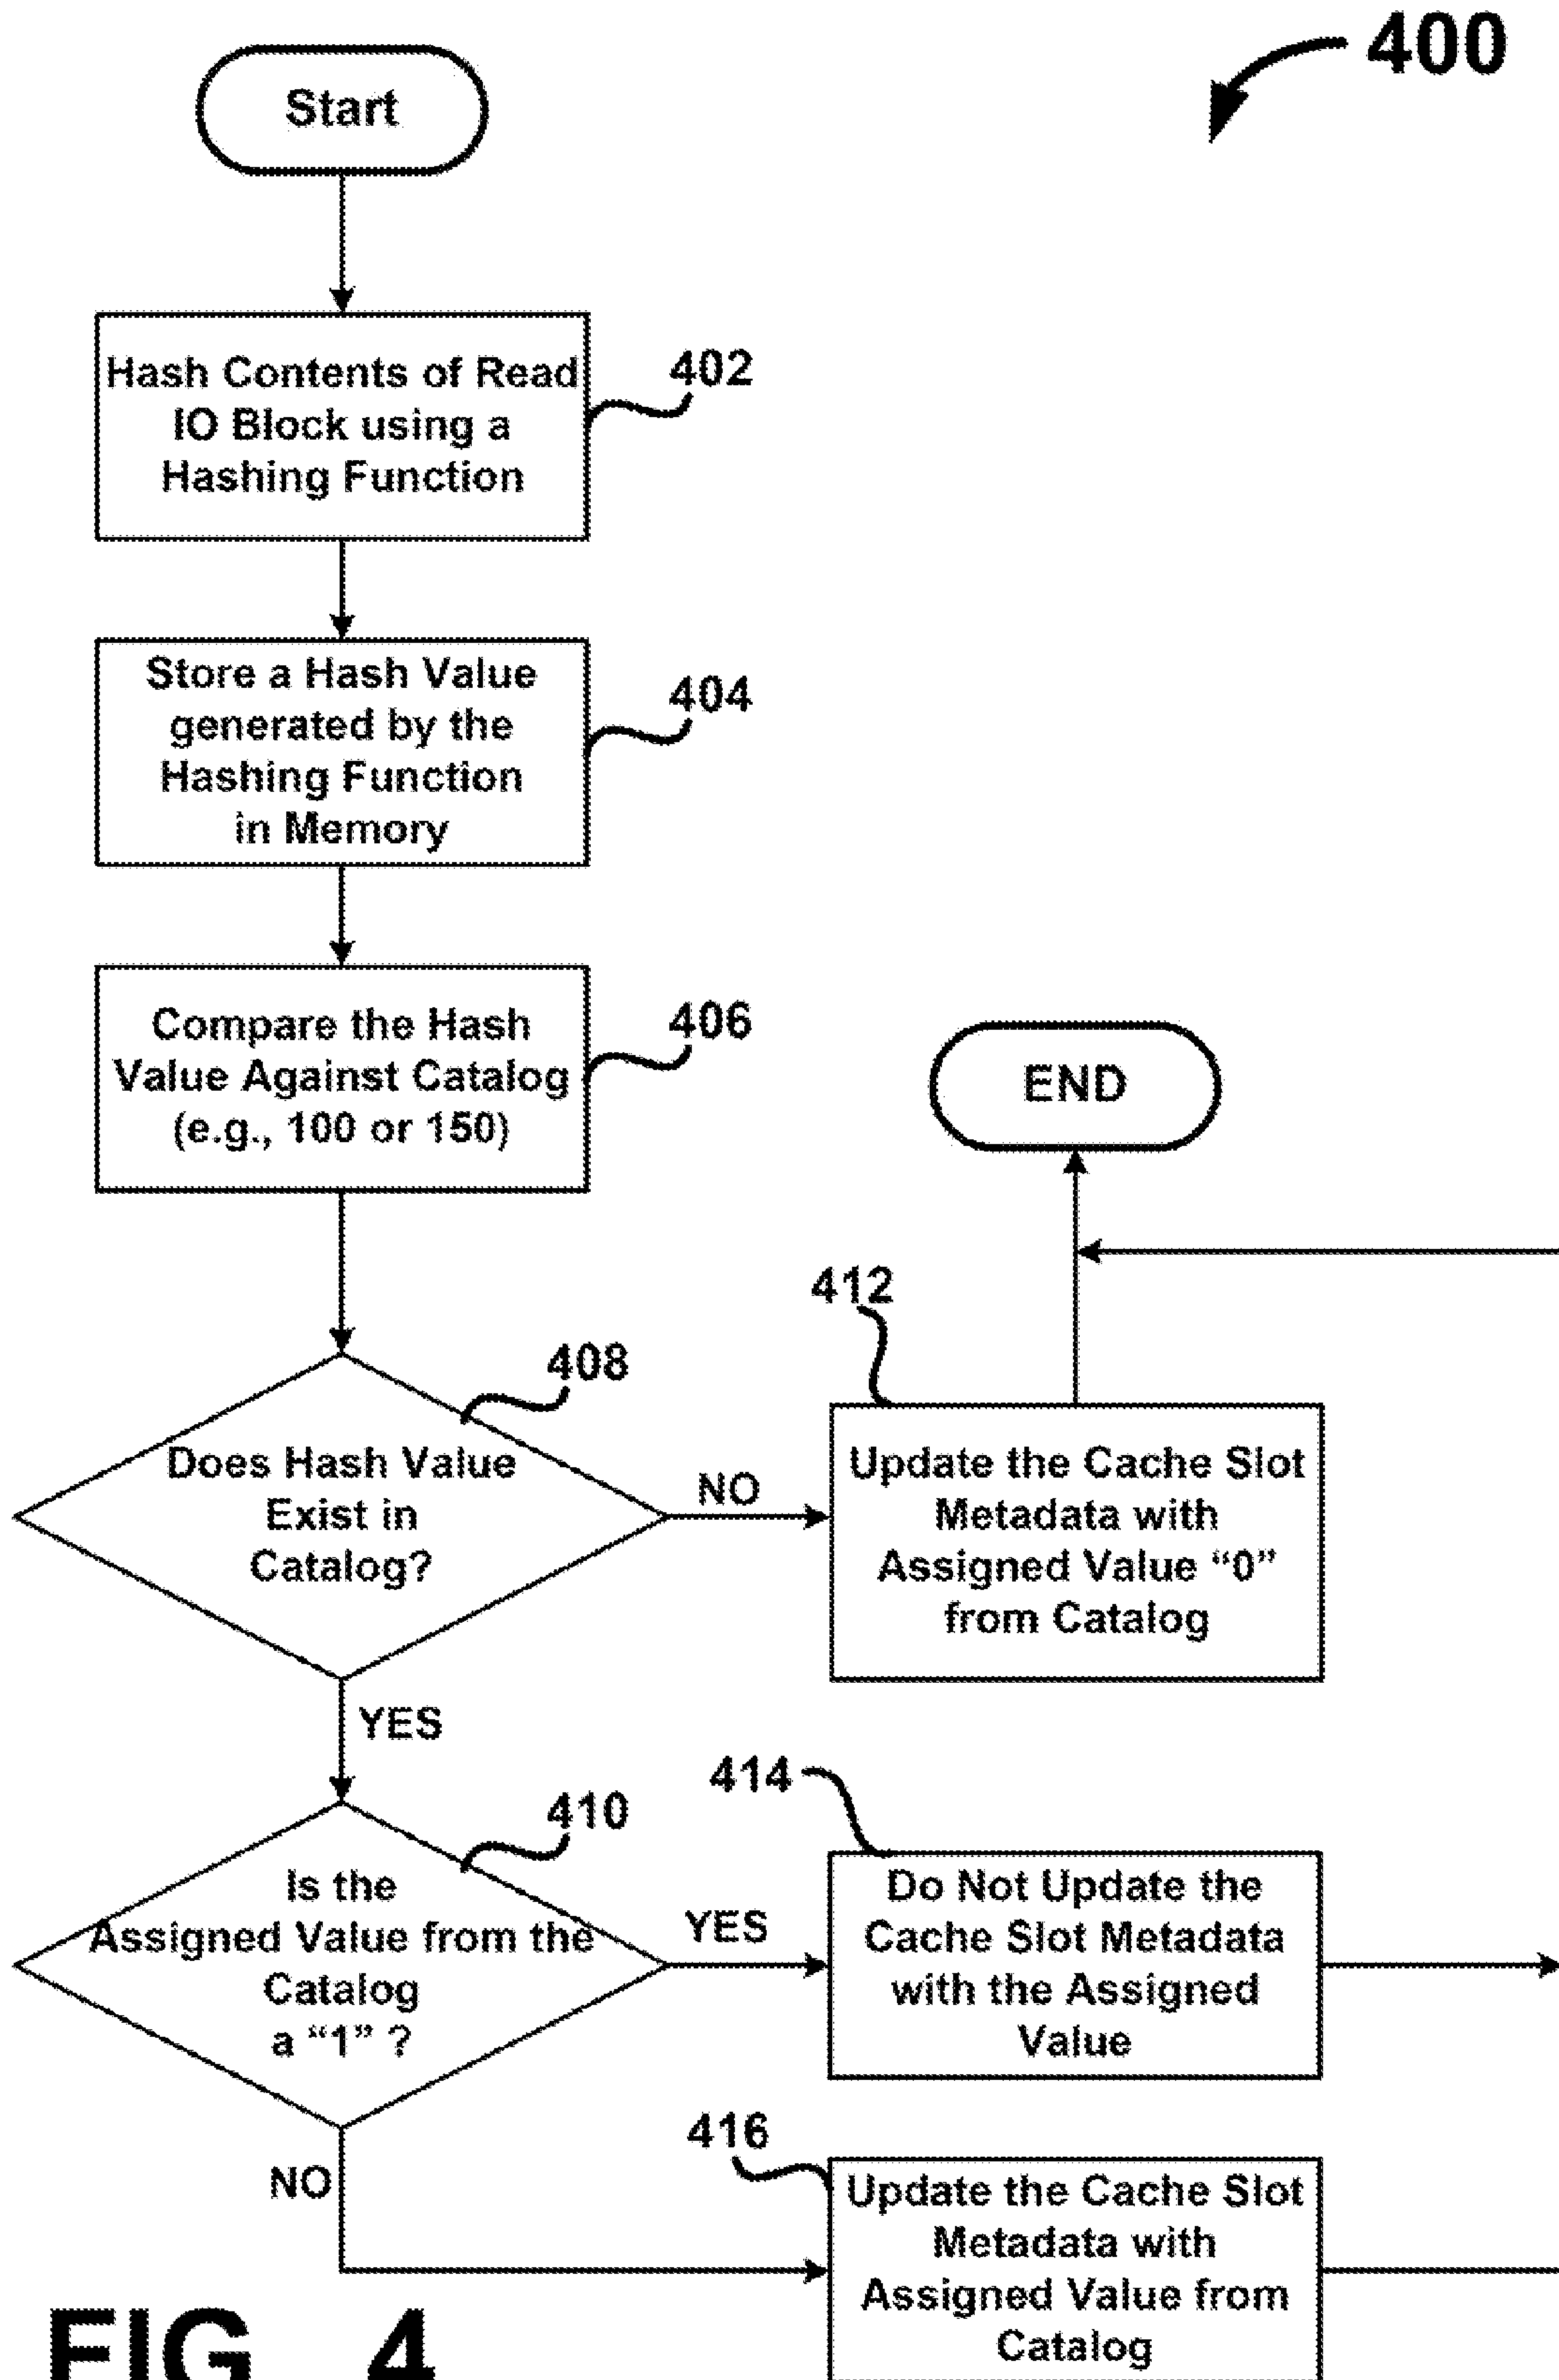 400
Start
Hash Contents of Read
IO Block using a
Hashing Function
402
Store a Hash Value
generated by the
Hashing Function
in Memory
404
Compare the Hash
Value Against Catalog
(e.g., 100 or 150)
406
END
408
Does Hash Value
Exist in
Catalog?
NO
412
Update the Cache Slot
Metadata with
Assigned Value “0”
from Catalog
YES
410
Is the
Assigned Value from the
Catalog
a “1” ?
YES
414
Do Not Update the
Cache Slot Metadata
with the Assigned
Value
NO
416
Update the Cache Slot
Metadata with
Assigned Value from
Catalog
FIG. 4